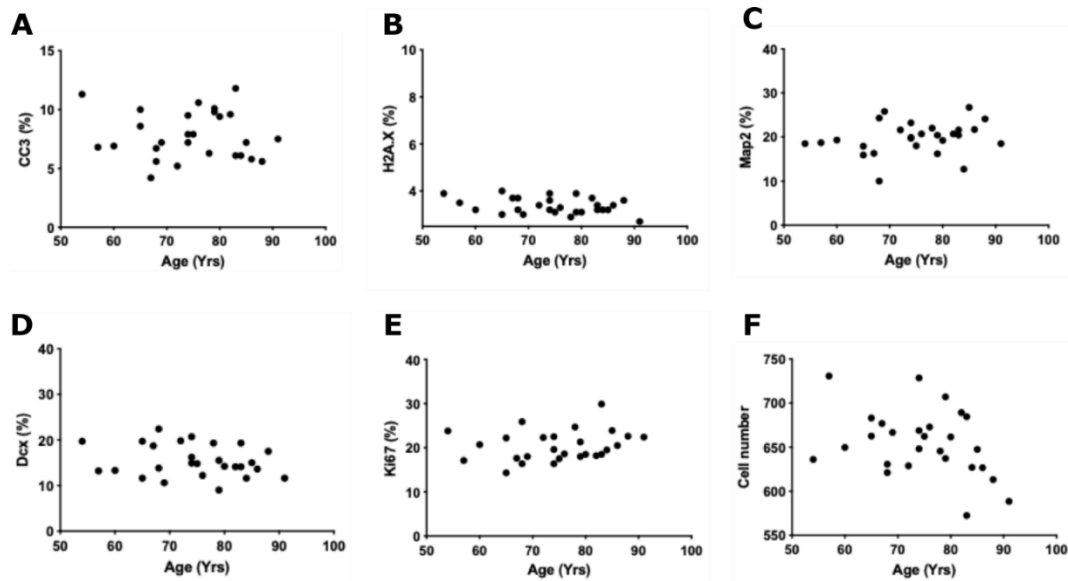 A
CC3 (%)
15
10
5
0
50 60 70 80 90 100
Age (Yrs)
B
H2A.X (%)
10
8
6
4
50 60 70 80 90 100
Age (Yrs)
C
Map2 (%)
40
30
20
10
0
50 60 70 80 90 100
Age (Yrs)
D
Dcx (%)
40
30
20
10
0
50 60 70 80 90 100
Age (Yrs)
E
Ki67 (%)
40
30
20
10
0
50 60 70 80 90 100
Age (Yrs)
F
Cell number
750
700
650
600
550
50 60 70 80 90 100
Age (Yrs)